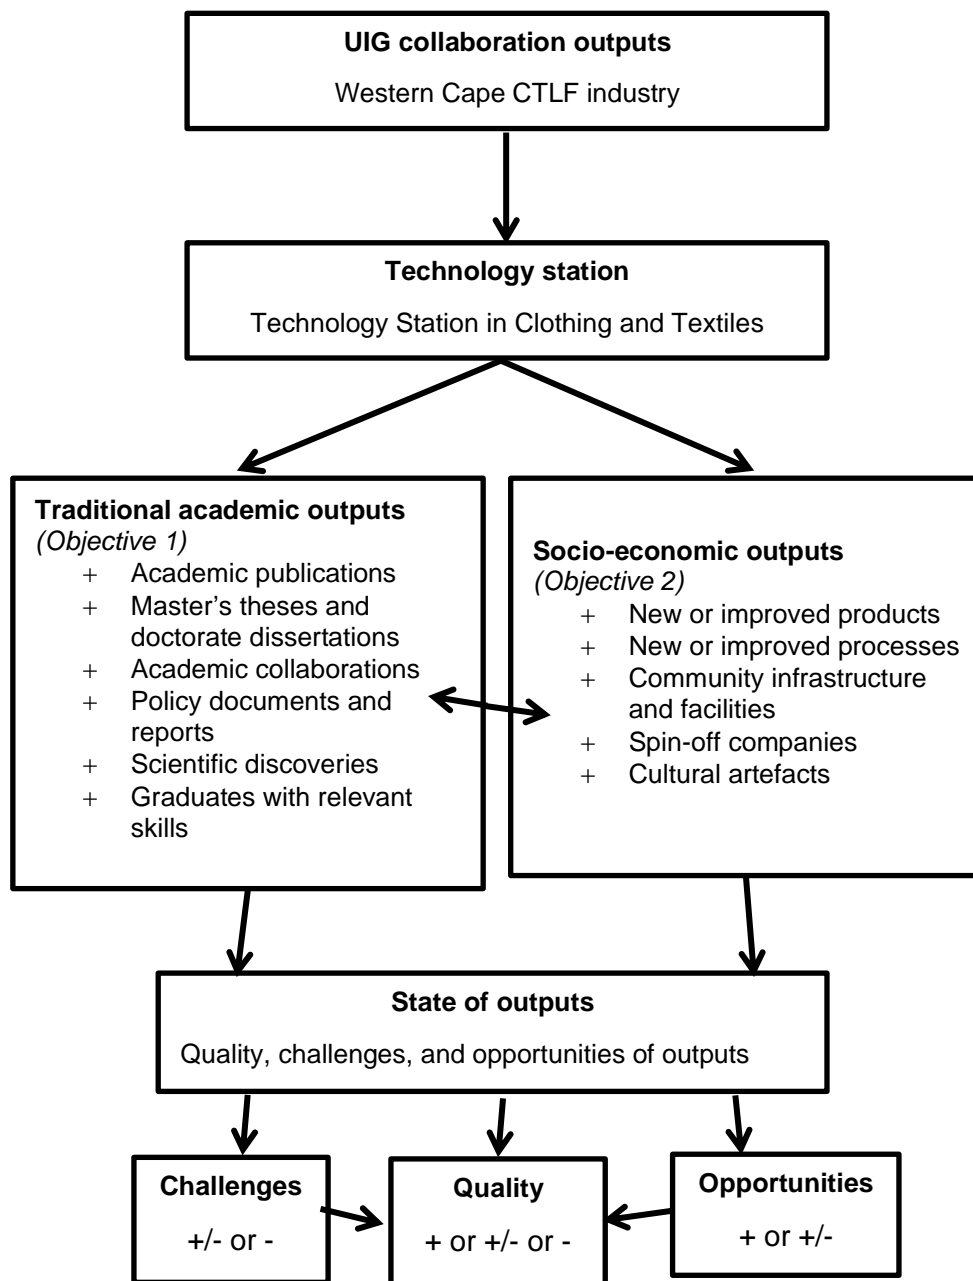 UIG collaboration outputs
Western Cape CTLF industry
Technology station
Technology Station in Clothing and Textiles
Traditional academic outputs
(Objective 1)
+ Academic publications
+ Master’s theses and
doctorate dissertations
+ Academic collaborations
+ Policy documents and
reports
+ Scientific discoveries
+ Graduates with relevant
skills
Socio-economic outputs
(Objective 2)
+ New or improved products
+ New or improved processes
+ Community infrastructure
and facilities
+ Spin-off companies
+ Cultural artefacts
State of outputs
Quality, challenges, and opportunities of outputs
Challenges
+/- or -
Quality
+ or +/- or -
Opportunities
+ or +/-